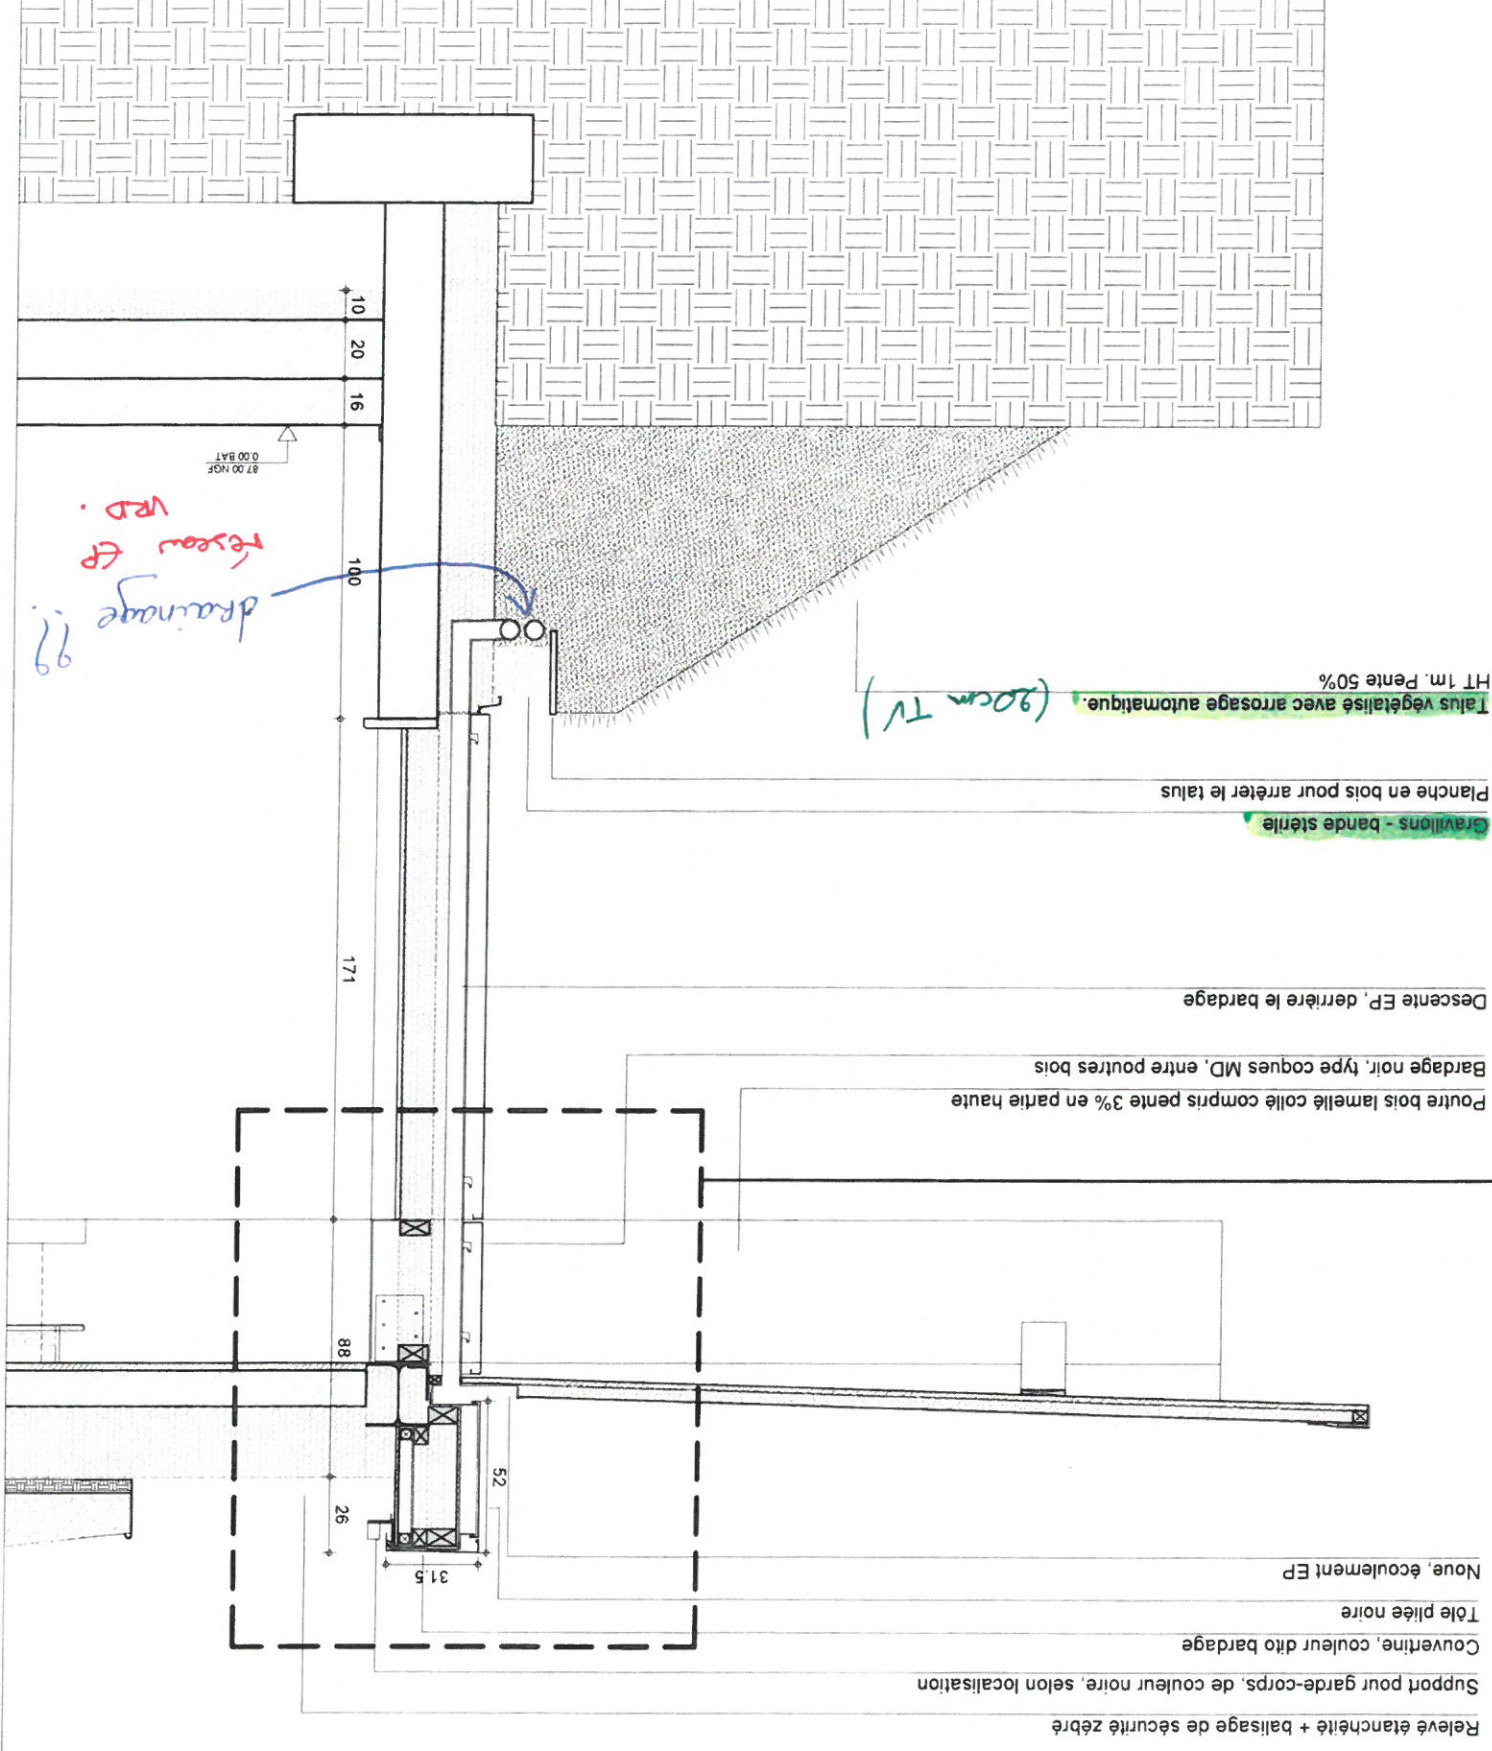 Relevé étanchéité + balisage de sécurité zébré
Support pour garde-corps, de couleur noire, selon localisation
Couvertine, couleur dito bardage
Tôle pliée noire
Noue, écoulement EP
31.5
26
52
88
Poutre bois lamellé collé compris pente 3% en partie haute
Bardage noir, type coques MD, entre poutres bois
Descente EP, derrière le bardage
171
Gravillons - bande stérile
Planche en bois pour arrêter le talus
Talus végétalisé avec arrosage automatique. (20cm TV)
HT 1m. Pente 50%
drainage ??
réseau EP
VRD.
100
87.00 NGF
0.00 BAT
16
20
10